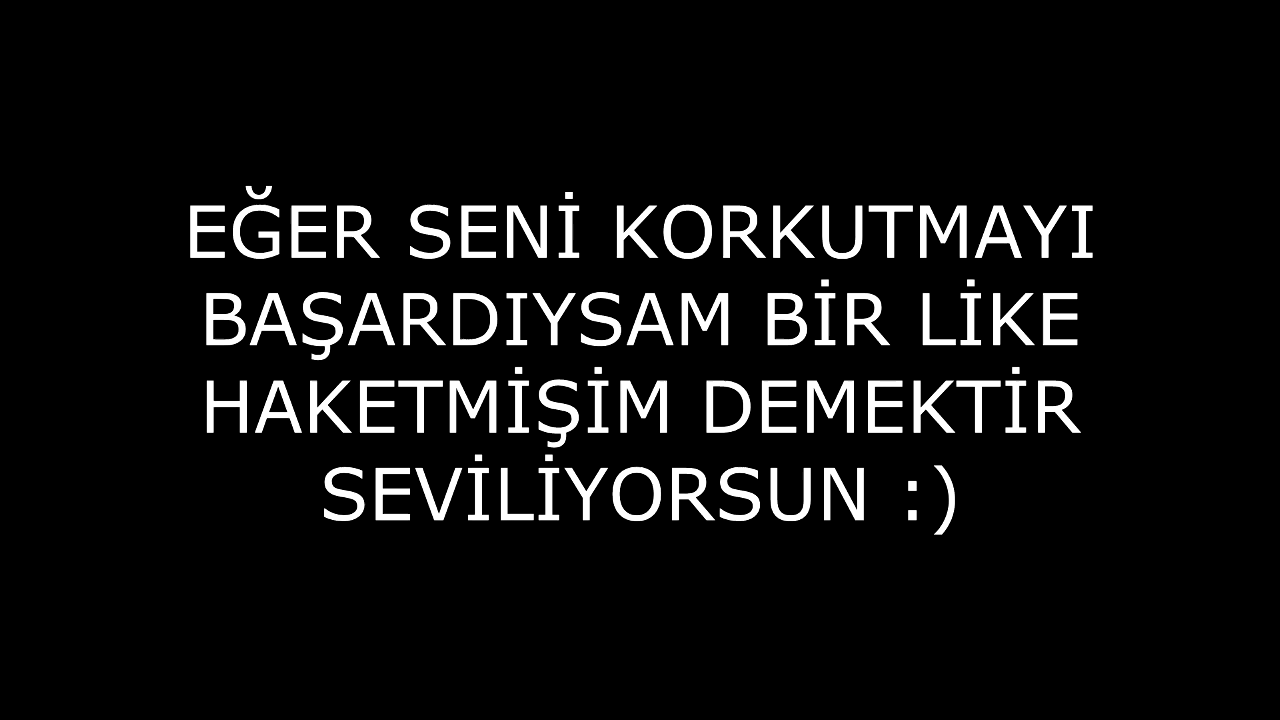 EĞER SENİ KORKUTMAYI
BAŞARDIYSAM BİR LİKE
HAKETMİŞİM DEMEKTİR
SEVİLİYORSUN :)